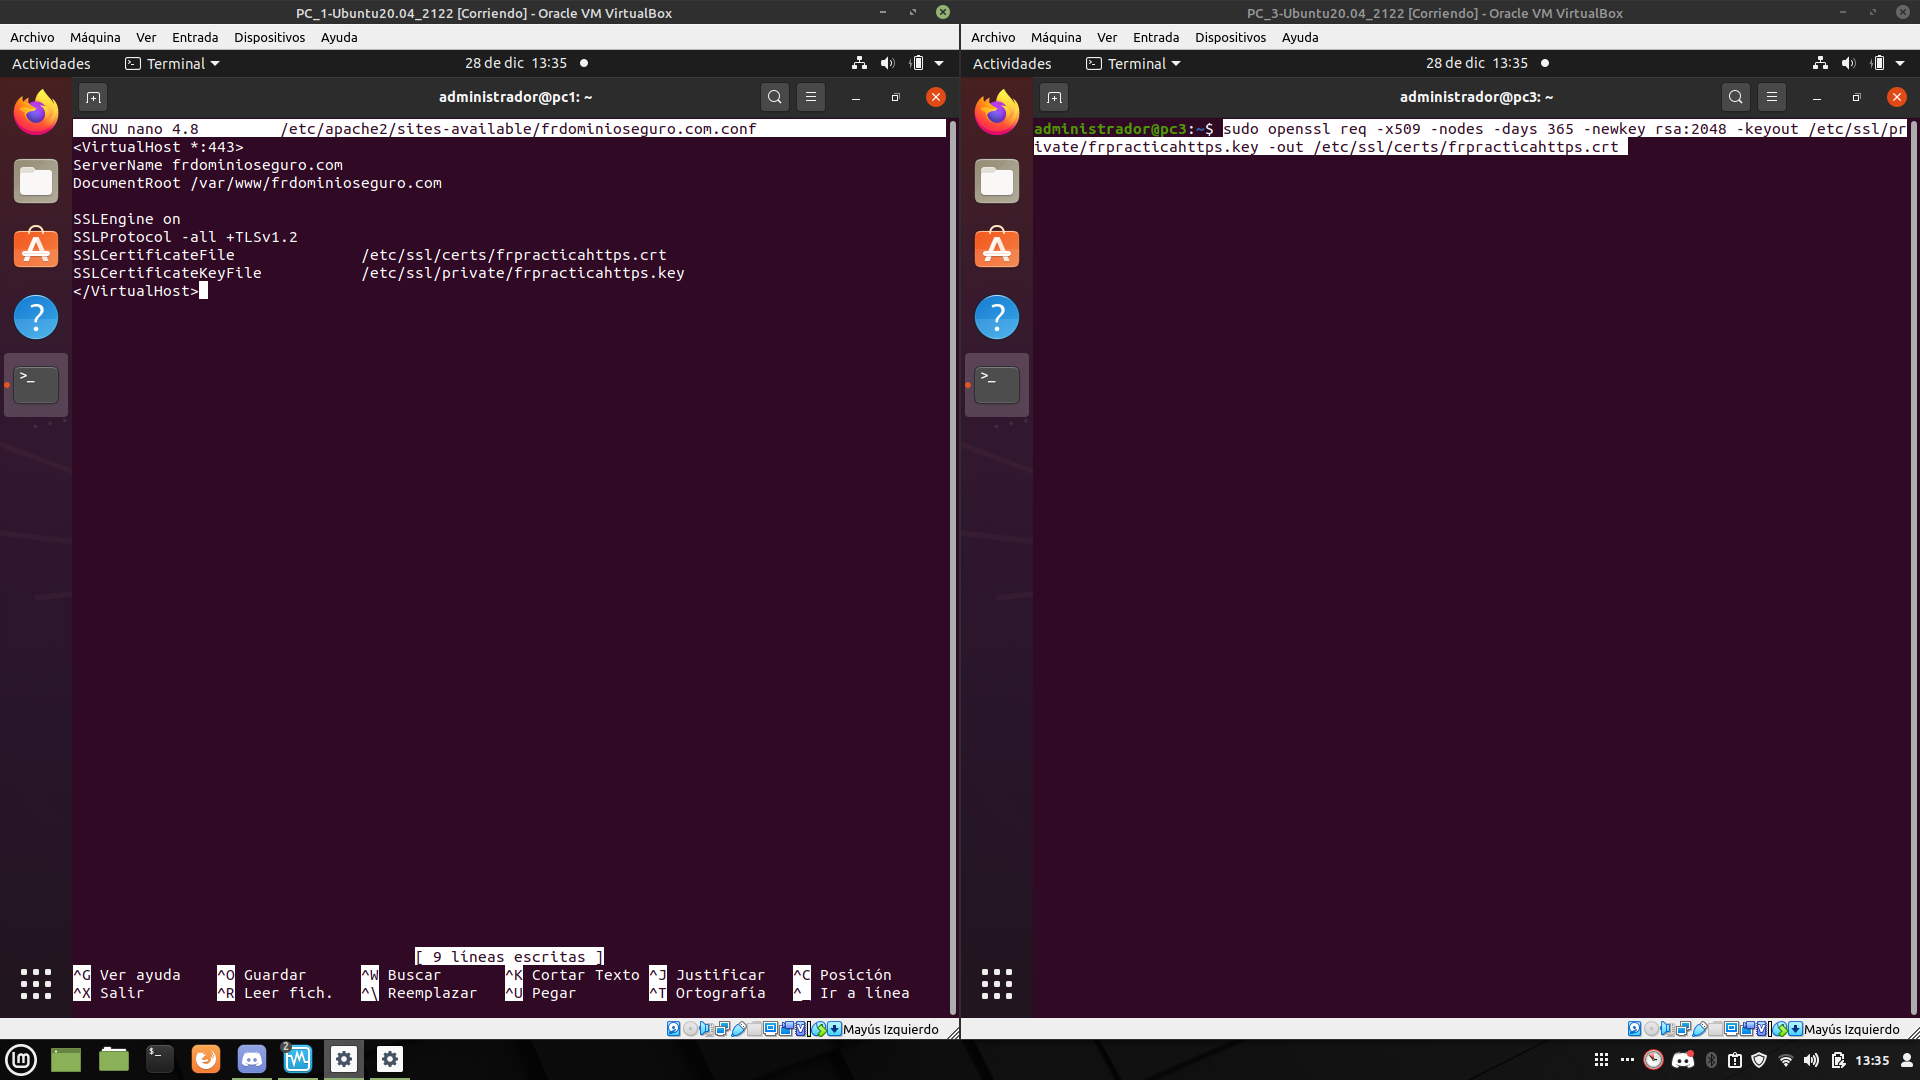 PC_1-Ubuntu20.04_2122 [Corriendo] - Oracle VM VirtualBox
Archivo Máquina Ver Entrada Dispositivos Ayuda
Actividades Terminal 28 de dic 13:35
administrador@pc1: ~
GNU nano 4.8 /etc/apache2/sites-available/frdominioseguro.com.conf
<VirtualHost *:443>
ServerName frdominioseguro.com
DocumentRoot /var/www/frdominioseguro.com
SSLEngine on
SSLProtocol -all +TLSv1.2
SSLCertificateFile /etc/ssl/certs/frpracticahttps.crt
SSLCertificateKeyFile /etc/ssl/private/frpracticahttps.key
</VirtualHost>
[ 9 líneas escritas ]
^G Ver ayuda ^O Guardar ^W Buscar ^K Cortar Texto ^J Justificar ^C Posición
^X Salir ^R Leer fich. ^\ Reemplazar ^U Pegar ^T Ortografía ^_ Ir a línea
Mayús Izquierdo
PC_3-Ubuntu20.04_2122 [Corriendo] - Oracle VM VirtualBox
Archivo Máquina Ver Entrada Dispositivos Ayuda
Actividades Terminal 28 de dic 13:35
administrador@pc3: ~
administrador@pc3:~$ sudo openssl req -x509 -nodes -days 365 -newkey rsa:2048 -keyout /etc/ssl/pr
ivate/frpracticahttps.key -out /etc/ssl/certs/frpracticahttps.crt
Mayús Izquierdo
2
13:35